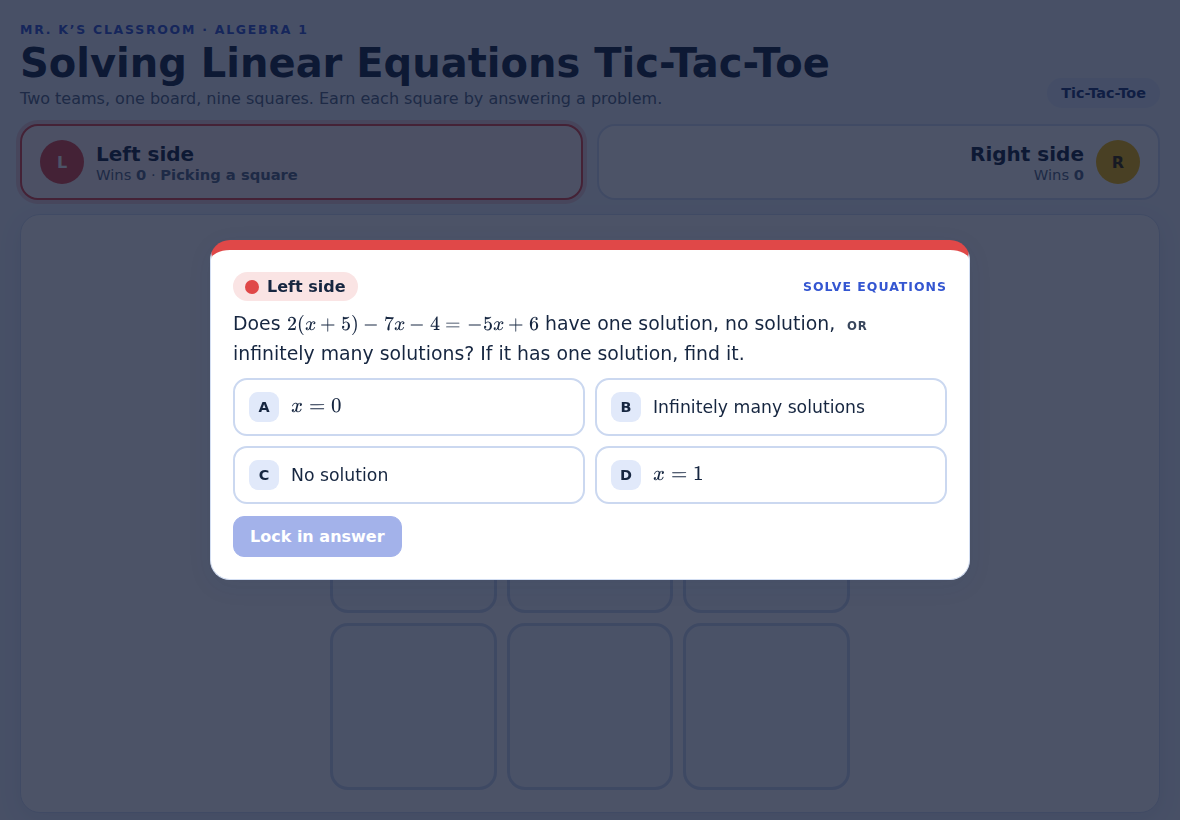 MR. K'S CLASSROOM · ALGEBRA 1
Solving Linear Equations Tic-Tac-Toe
Two teams, one board, nine squares. Earn each square by answering a problem.
Tic-Tac-Toe
L
Left side
Wins 0 · Picking a square
Right side
Wins 0
R
Left side
SOLVE EQUATIONS
Does 2(x + 5) − 7x − 4 = −5x + 6 have one solution, no solution, OR
infinitely many solutions? If it has one solution, find it.
A x = 0
B Infinitely many solutions
C No solution
D x = 1
Lock in answer